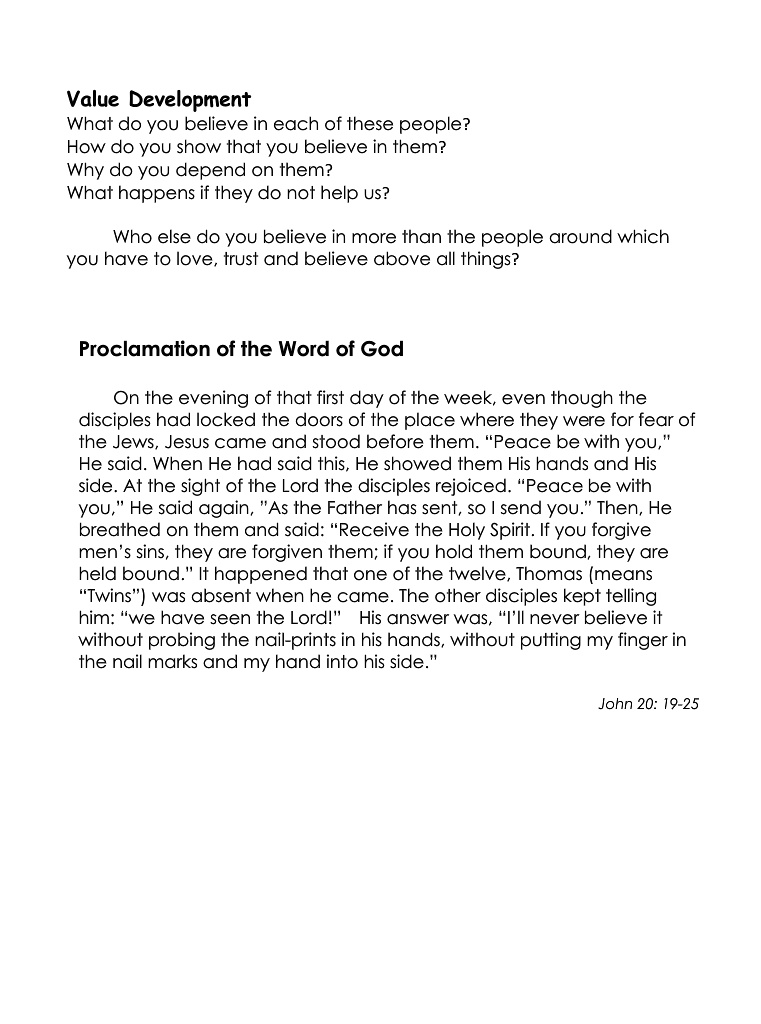 Value Development
What do you believe in each of these people?
How do you show that you believe in them?
Why do you depend on them?
What happens if they do not help us?
Who else do you believe in more than the people around which
you have to love, trust and believe above all things?
Proclamation of the Word of God
On the evening of that first day of the week, even though the
disciples had locked the doors of the place where they were for fear of
the Jews, Jesus came and stood before them. “Peace be with you,”
He said. When He had said this, He showed them His hands and His
side. At the sight of the Lord the disciples rejoiced. “Peace be with
you,” He said again, ”As the Father has sent, so I send you.” Then, He
breathed on them and said: “Receive the Holy Spirit. If you forgive
men’s sins, they are forgiven them; if you hold them bound, they are
held bound.” It happened that one of the twelve, Thomas (means
“Twins”) was absent when he came. The other disciples kept telling
him: “we have seen the Lord!”   His answer was, “I’ll never believe it
without probing the nail-prints in his hands, without putting my finger in
the nail marks and my hand into his side.”
John 20: 19-25